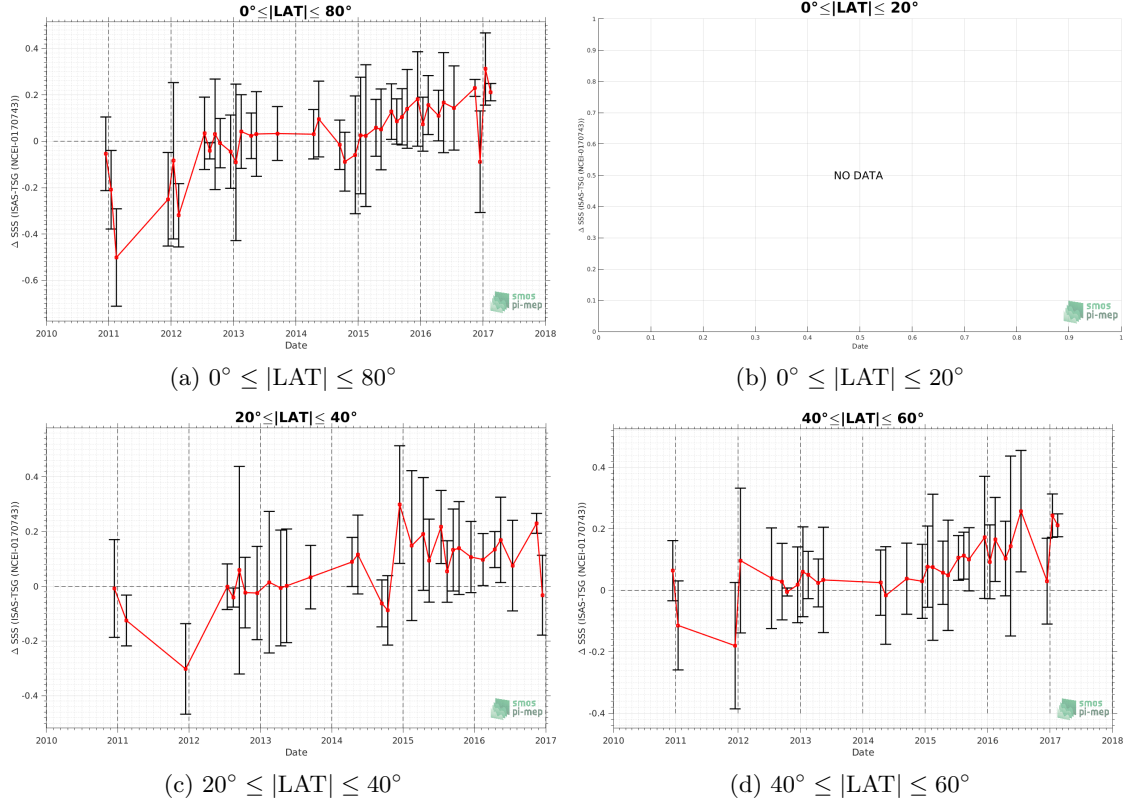 0°≤|LAT|≤ 80°
Δ SSS (ISAS-TSG (NCEI-0170743))
0.4
0.2
0
-0.2
-0.4
-0.6
2010 2011 2012 2013 2014 2015 2016 2017 2018
Date
smos
pi-mep
(a) 0° ≤ |LAT| ≤ 80°
0°≤|LAT|≤ 20°
Δ SSS (ISAS-TSG (NCEI-0170743))
1
0.9
0.8
0.7
0.6
0.5
0.4
0.3
0.2
0.1
0
NO DATA
0 0.1 0.2 0.3 0.4 0.5 0.6 0.7 0.8 0.9 1
Date
smos
pi-mep
(b) 0° ≤ |LAT| ≤ 20°
20°≤|LAT|≤ 40°
Δ SSS (ISAS-TSG (NCEI-0170743))
0.4
0.2
0
-0.2
-0.4
2010 2011 2012 2013 2014 2015 2016 2017
Date
smos
pi-mep
(c) 20° ≤ |LAT| ≤ 40°
40°≤|LAT|≤ 60°
Δ SSS (ISAS-TSG (NCEI-0170743))
0.4
0.2
0
-0.2
-0.4
2010 2011 2012 2013 2014 2015 2016 2017 2018
Date
smos
pi-mep
(d) 40° ≤ |LAT| ≤ 60°